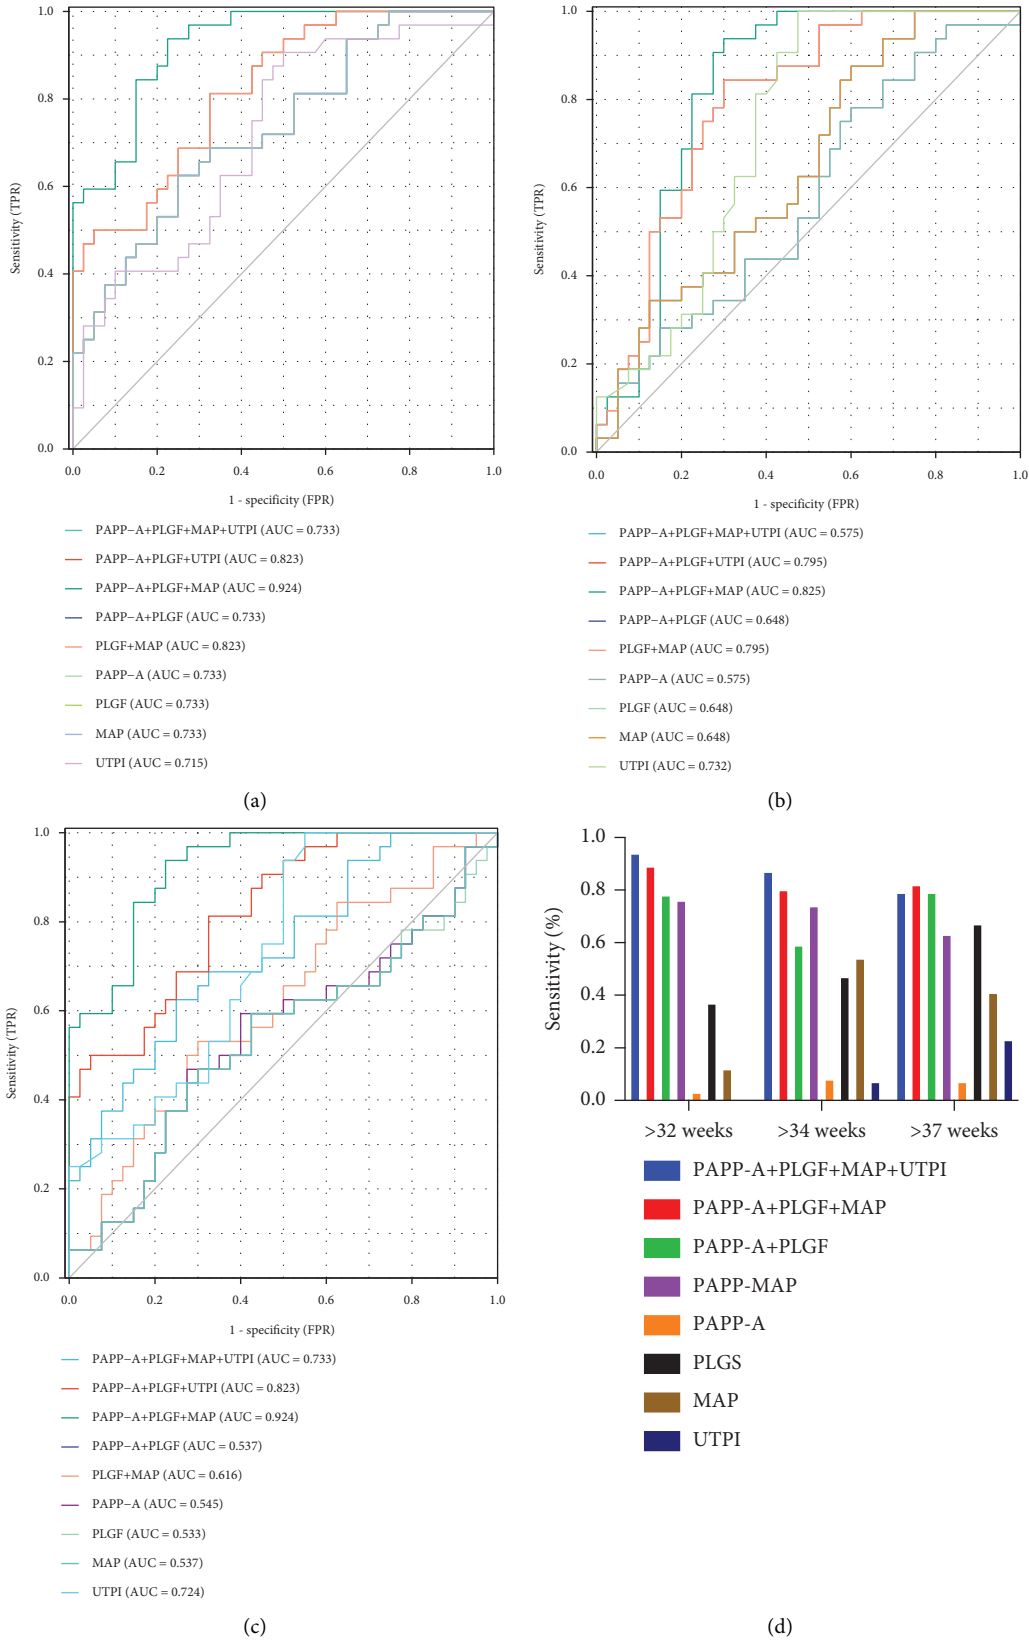 1.0
0.8
0.6
0.4
0.2
0.0
Sensitivity (TPR)
0.0 0.2 0.4 0.6 0.8 1.0
1 - specificity (FPR)
PAPP−A+PLGF+MAP+UTPI (AUC = 0.733)
PAPP−A+PLGF+UTPI (AUC = 0.823)
PAPP−A+PLGF+MAP (AUC = 0.924)
PAPP−A+PLGF (AUC = 0.733)
PLGF+MAP (AUC = 0.823)
PAPP−A (AUC = 0.733)
PLGF (AUC = 0.733)
MAP (AUC = 0.733)
UTPI (AUC = 0.715)
(a)
1.0
0.8
0.6
0.4
0.2
0.0
Sensitivity (TPR)
0.0 0.2 0.4 0.6 0.8 1.0
1 - specificity (FPR)
PAPP−A+PLGF+MAP+UTPI (AUC = 0.575)
PAPP−A+PLGF+UTPI (AUC = 0.795)
PAPP−A+PLGF+MAP (AUC = 0.825)
PAPP−A+PLGF (AUC = 0.648)
PLGF+MAP (AUC = 0.795)
PAPP−A (AUC = 0.575)
PLGF (AUC = 0.648)
MAP (AUC = 0.648)
UTPI (AUC = 0.732)
(b)
1.0
0.8
0.6
0.4
0.2
0.0
Sensitivity (TPR)
0.0 0.2 0.4 0.6 0.8 1.0
1 - specificity (FPR)
PAPP−A+PLGF+MAP+UTPI (AUC = 0.733)
PAPP−A+PLGF+UTPI (AUC = 0.823)
PAPP−A+PLGF+MAP (AUC = 0.924)
PAPP−A+PLGF (AUC = 0.537)
PLGF+MAP (AUC = 0.616)
PAPP−A (AUC = 0.545)
PLGF (AUC = 0.533)
MAP (AUC = 0.537)
UTPI (AUC = 0.724)
(c)
1.0
0.8
0.6
0.4
0.2
0.0
Sensitivity (%)
>32 weeks >34 weeks >37 weeks
PAPP-A+PLGF+MAP+UTPI
PAPP-A+PLGF+MAP
PAPP-A+PLGF
PAPP-MAP
PAPP-A
PLGS
MAP
UTPI
(d)